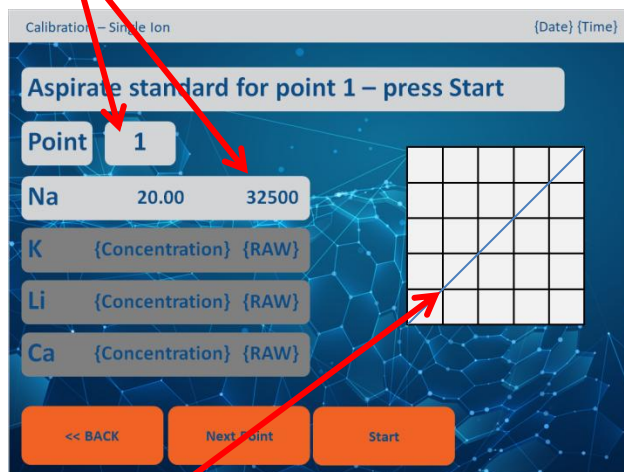 Calibration – Single Ion {Date} {Time}
Aspirate standard for point 1 – press Start
Point 1
Na 20.00 32500
K {Concentration} {RAW}
Li {Concentration} {RAW}
Ca {Concentration} {RAW}
<< BACK Next Point Start